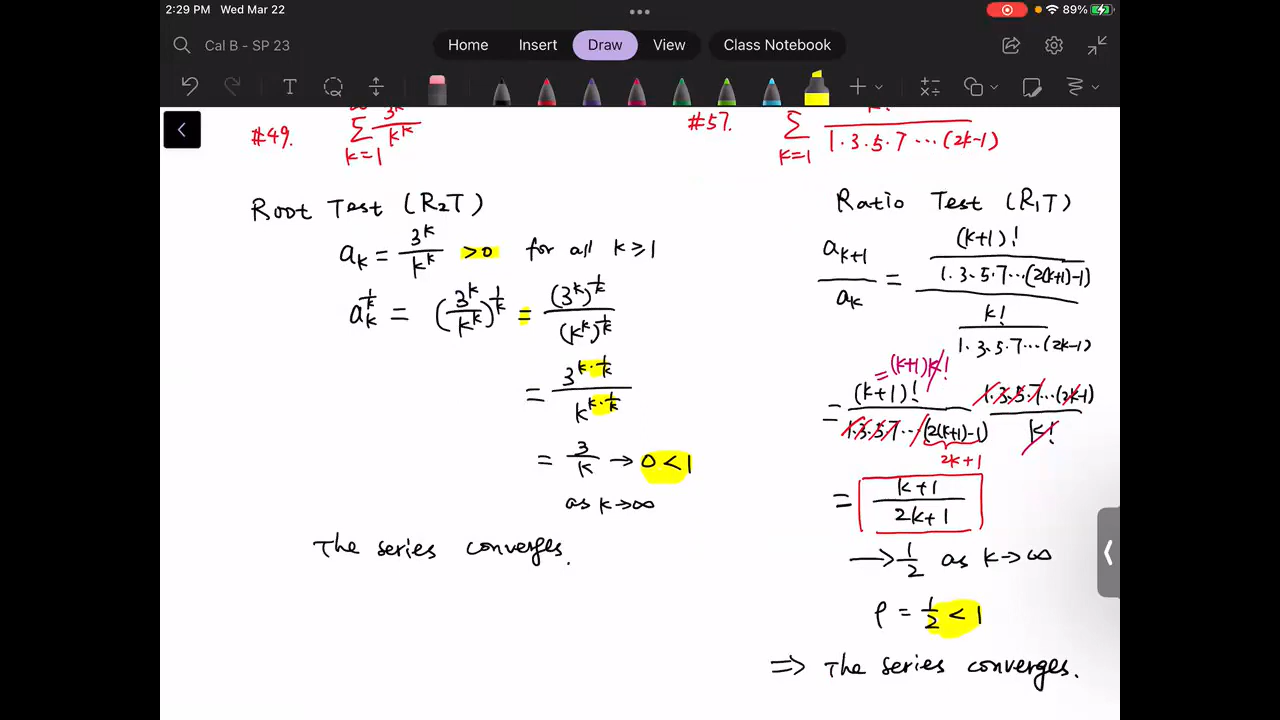 2:29 PM Wed Mar 22
89%
Cal B - SP 23
Home Insert Draw View Class Notebook
#49. ∑ 3^k/k^k
k=1
Root Test (R₂T)
a_k = 3^k/k^k >0 for all k ≥ 1
a_k^(1/k) = (3^k/k^k)^(1/k) = (3^k)^(1/k)/(k^k)^(1/k)
= 3^(k·1/k)/k^(k·1/k)
= 3/k → 0 < 1
as k→∞
The series converges.
#57. ∑ k!/(1·3·5·7···(2k-1))
k=1
Ratio Test (R₁T)
a_(k+1)/a_k = ((k+1)!/(1·3·5·7···(2(k+1)-1)))/(k!/(1·3·5·7···(2k-1)))
=(k+1)k!
= (k+1)!/(1·3·5·7···(2(k+1)-1)) · (1·3·5·7···(2k-1))/k!
2k+1
= (k+1)/(2k+1)
→ 1/2 as k→∞
ρ = 1/2 < 1
⇒ The series converges.